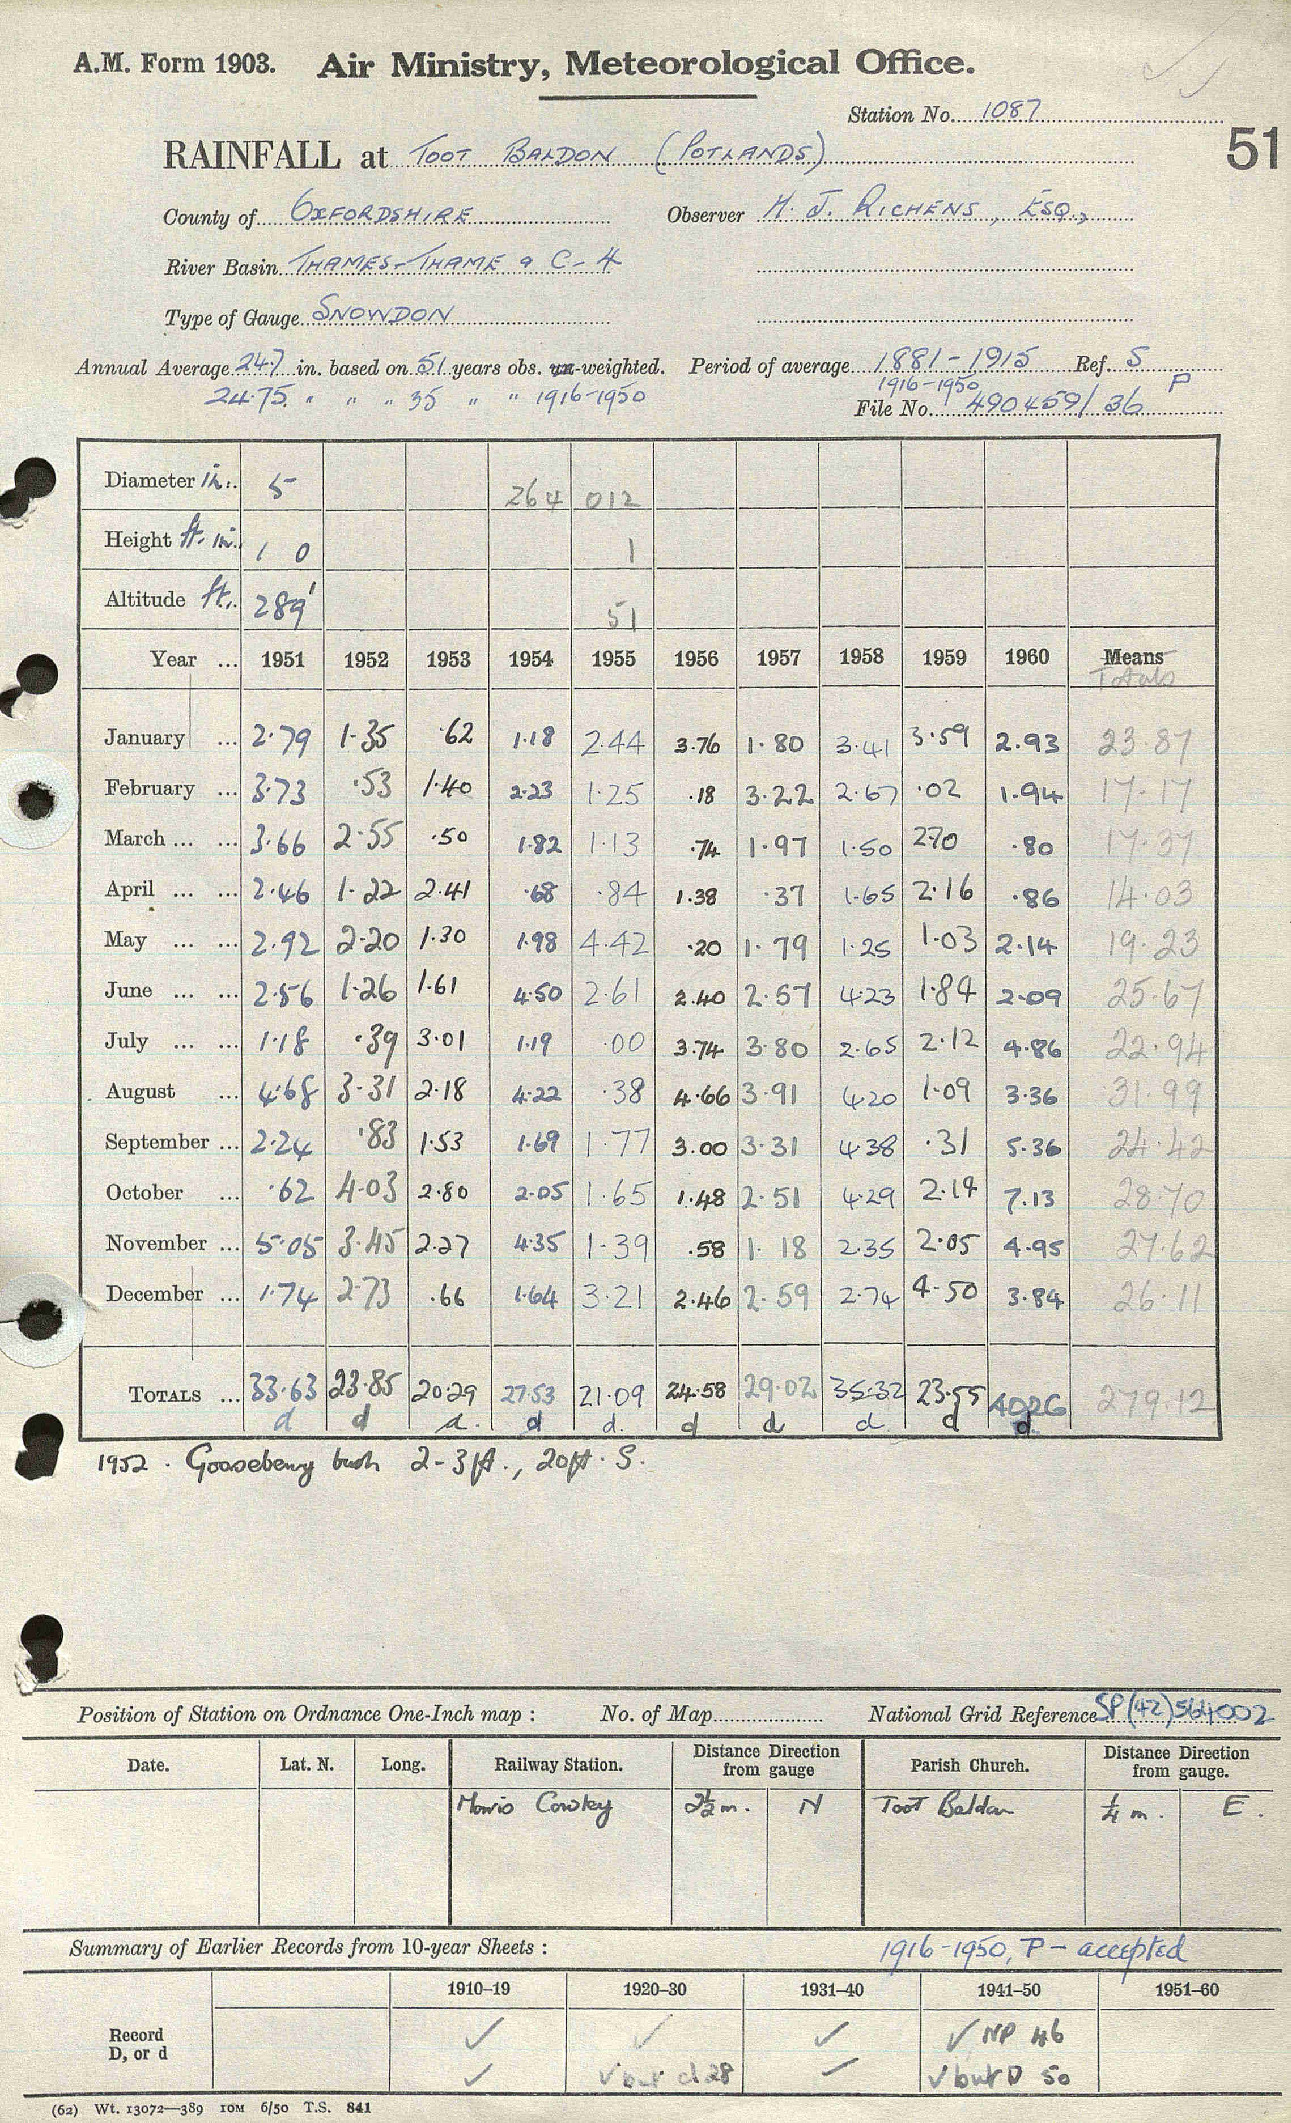 A.M. Form 1903. Air Ministry, Meteorological Office.
Station No. 1087
51
RAINFALL at TOOT BALDON (POTLANDS)
County of OXFORDSHIRE Observer H. J. RICHENS, ESQ.,
River Basin THAMES-THAME & C-4
Type of Gauge SNOWDON
Annual Average 24.7 in. based on 51 years obs. un-weighted. Period of average 1881-1915 Ref. S
24.75 " " " 35 " " 1916-1950 1916-1950 P
File No. 490459/36
Diameter in. 5 264 012
Height ft. in. 1 0 1
Altitude ft. 289' 51
Year ... 1951 1952 1953 1954 1955 1956 1957 1958 1959 1960 Means
Totals
January ... 2.79 1.35 .62 1.18 2.44 3.76 1.80 3.41 3.59 2.93 23.87
February ... 3.73 .53 1.40 2.23 1.25 .18 3.22 2.67 .02 1.94 17.17
March ... ... 3.66 2.55 .50 1.82 1.13 .74 1.97 1.50 2.70 .80 17.37
April ... ... 2.46 1.22 2.41 .68 .84 1.38 .37 1.65 2.16 .86 14.03
May ... ... 2.92 2.20 1.30 1.98 4.42 .20 1.79 1.25 1.03 2.14 19.23
June ... ... 2.56 1.26 1.61 4.50 2.61 2.40 2.57 4.23 1.84 2.09 25.67
July ... ... 1.18 .39 3.01 1.19 .00 3.74 3.80 2.65 2.12 4.86 22.94
August ... 4.68 3.31 2.18 4.22 .38 4.66 3.91 4.20 1.09 3.36 31.99
September ... 2.24 .83 1.53 1.69 1.77 3.00 3.31 4.38 .31 5.36 24.42
October ... .62 4.03 2.80 2.05 1.65 1.48 2.51 4.29 2.14 7.13 28.70
November ... 5.05 3.45 2.27 4.35 1.39 .58 1.18 2.35 2.05 4.95 27.62
December ... 1.74 2.73 .66 1.64 3.21 2.46 2.59 2.74 4.50 3.84 26.11
TOTALS ... 33.63 23.85 20.29 27.53 21.09 24.58 29.02 35.32 23.55 40.26 279.12
d d d. d d. d d d. d d.
1952. Gooseberry bush 2-3ft., 20ft. S.
Position of Station on Ordnance One-Inch map : No. of Map National Grid Reference SP(42)564002
Date. Lat. N. Long. Railway Station. Distance Direction from gauge Parish Church. Distance Direction from gauge.
Morris Cowley 2½ m. N Toot Baldon ¼ m. E.
Summary of Earlier Records from 10-year Sheets : 1916-1950, P - accepted
1910-19 1920-30 1931-40 1941-50 1951-60
Record ✓ ✓ ✓ ✓ NP 46
D, or d ✓ ✓ but d 28 ✓ ✓ but D 50
(62) Wt. 13072—389 10M 6/50 T.S. 841